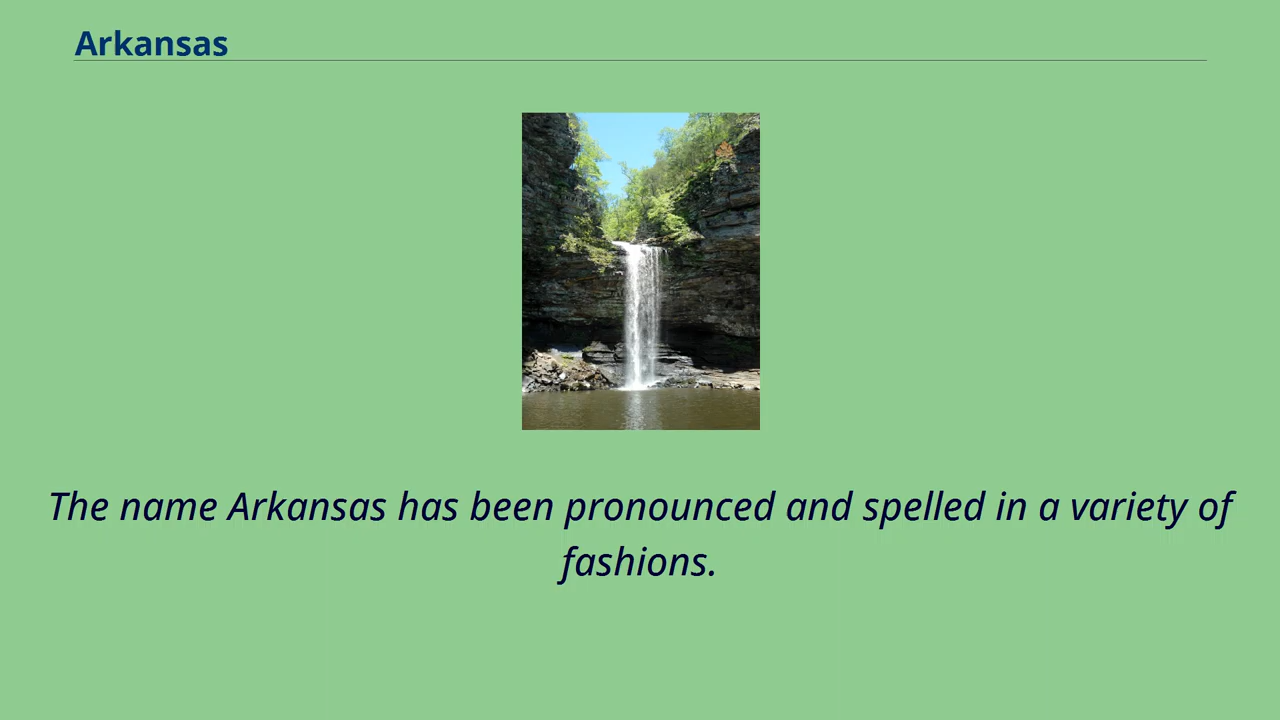 Arkansas
The name Arkansas has been pronounced and spelled in a variety of
fashions.